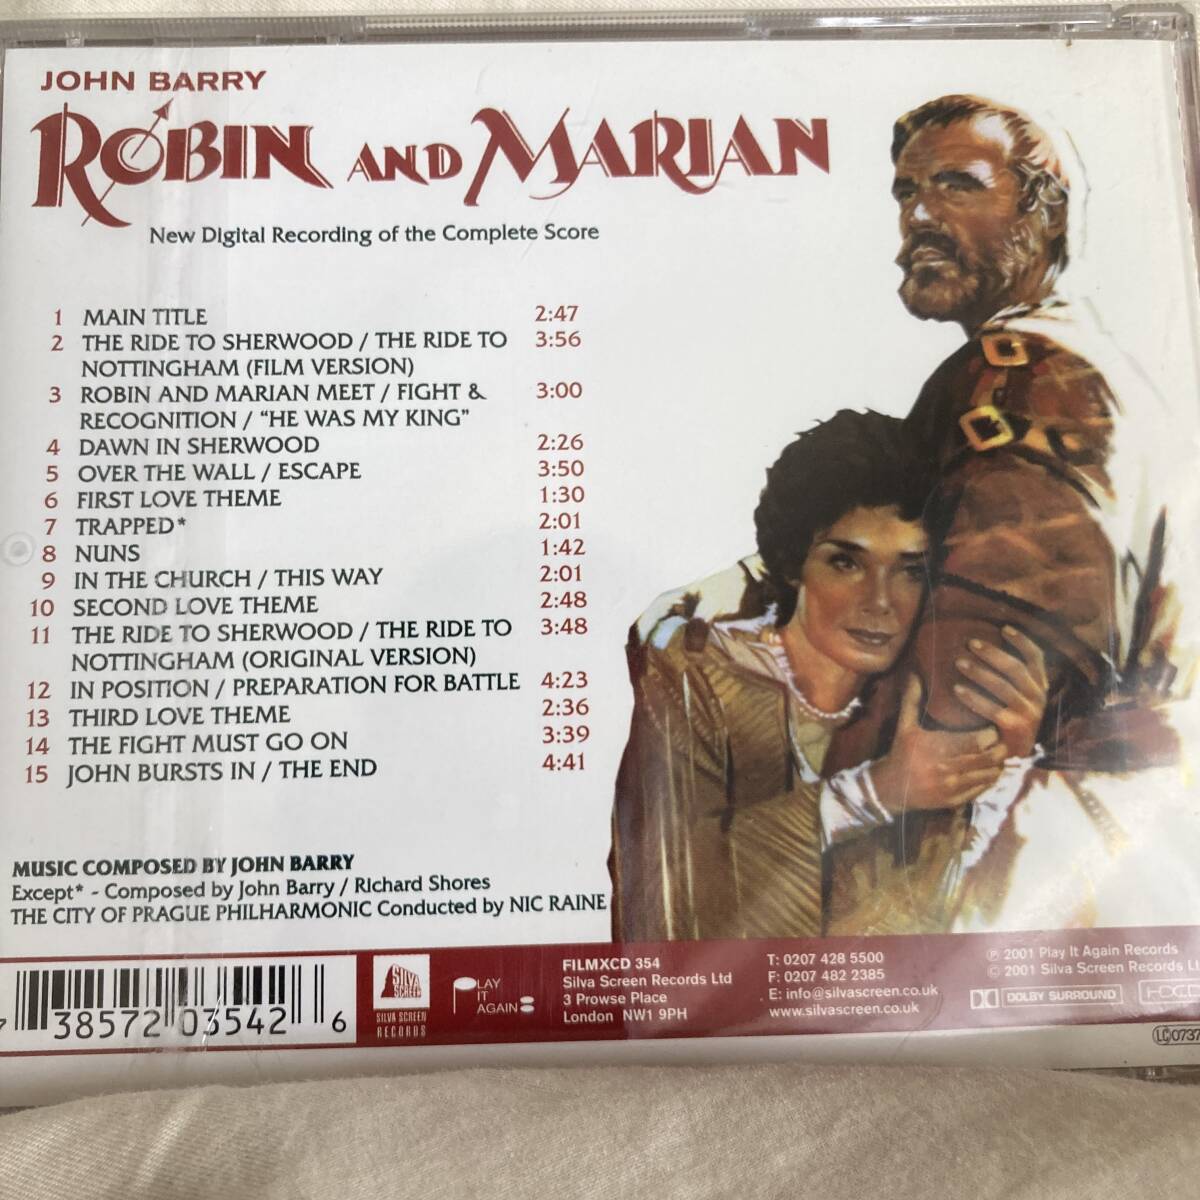 JOHN BARRY
ROBIN AND MARIAN
New Digital Recording of the Complete Score
1 MAIN TITLE 2:47
2 THE RIDE TO SHERWOOD / THE RIDE TO 3:56
NOTTINGHAM (FILM VERSION)
3 ROBIN AND MARIAN MEET / FIGHT & 3:00
RECOGNITION / “HE WAS MY KING”
4 DAWN IN SHERWOOD 2:26
5 OVER THE WALL / ESCAPE 3:50
6 FIRST LOVE THEME 1:30
7 TRAPPED* 2:01
8 NUNS 1:42
9 IN THE CHURCH / THIS WAY 2:01
10 SECOND LOVE THEME 2:48
11 THE RIDE TO SHERWOOD / THE RIDE TO 3:48
NOTTINGHAM (ORIGINAL VERSION)
12 IN POSITION / PREPARATION FOR BATTLE 4:23
13 THIRD LOVE THEME 2:36
14 THE FIGHT MUST GO ON 3:39
15 JOHN BURSTS IN / THE END 4:41
MUSIC COMPOSED BY JOHN BARRY
Except* - Composed by John Barry / Richard Shores
THE CITY OF PRAGUE PHILHARMONIC Conducted by NIC RAINE
7 38572 03542 6
SILVA SCREEN
SILVA SCREEN
RECORDS
PLAY
IT
AGAIN
FILMXCD 354
Silva Screen Records Ltd
3 Prowse Place
London NW1 9PH
T: 0207 428 5500
F: 0207 482 2385
E: info@silvascreen.co.uk
www.silvascreen.co.uk
℗ 2001 Play It Again Records
© 2001 Silva Screen Records
DOLBY SURROUND
LC 0737